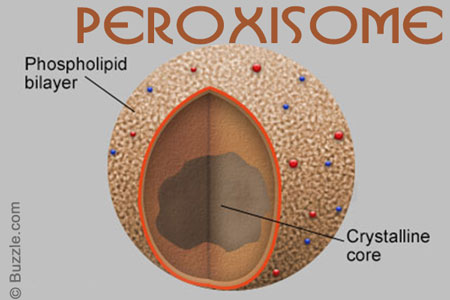 PEROXISOME
Phospholipid
bilayer
Crystalline
core
© Buzzle.com